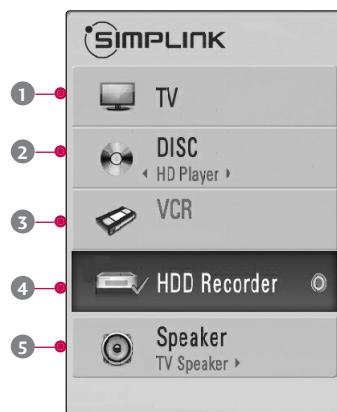 SIMPLINK
1
TV
2
DISC
◄ HD Player ►
3
VCR
4
HDD Recorder
5
Speaker
TV Speaker ►